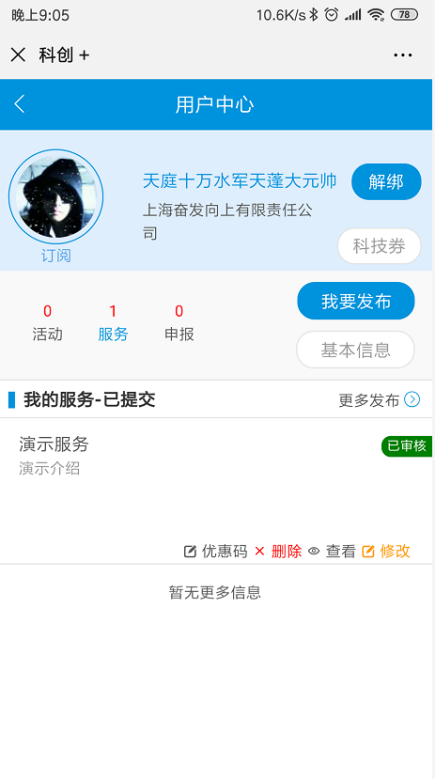 晚上9:05 10.6K/s 78
科创 +
用户中心
天庭十万水军天蓬大元帅 解绑
上海奋发向上有限责任公
司
科技券
订阅
0 1 0
活动 服务 申报
我要发布
基本信息
我的服务-已提交 更多发布
演示服务 已审核
演示介绍
优惠码 删除 查看 修改
暂无更多信息